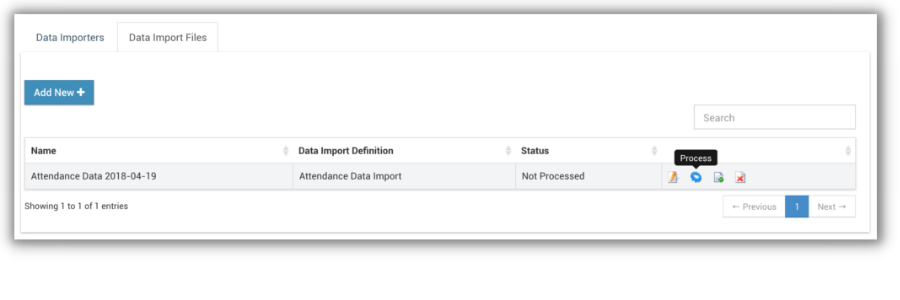 Data Importers Data Import Files
Add New +
Search
Name Data Import Definition Status
Process
Attendance Data 2018-04-19 Attendance Data Import Not Processed
Showing 1 to 1 of 1 entries ← Previous 1 Next →